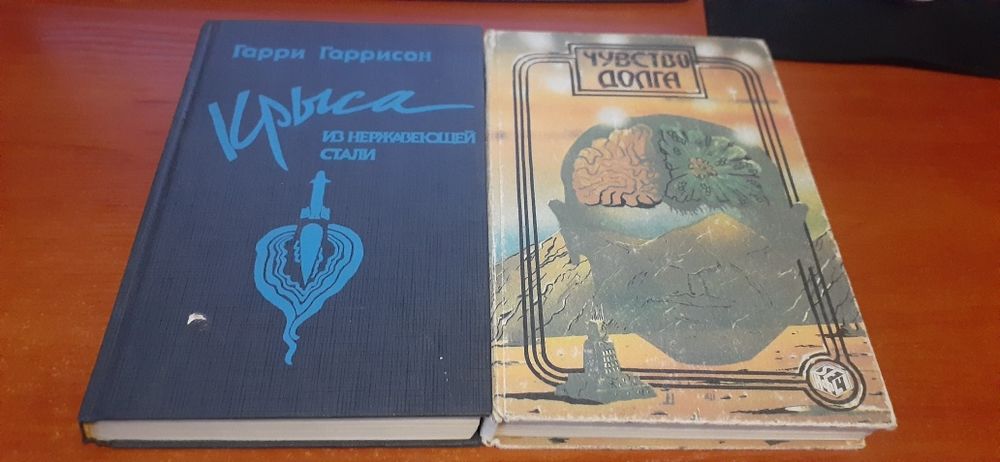 Гарри Гаррисон
Крыса
ИЗ НЕРЖАВЕЮЩЕЙ
СТАЛИ
ЧУВСТВО
ДОЛГА